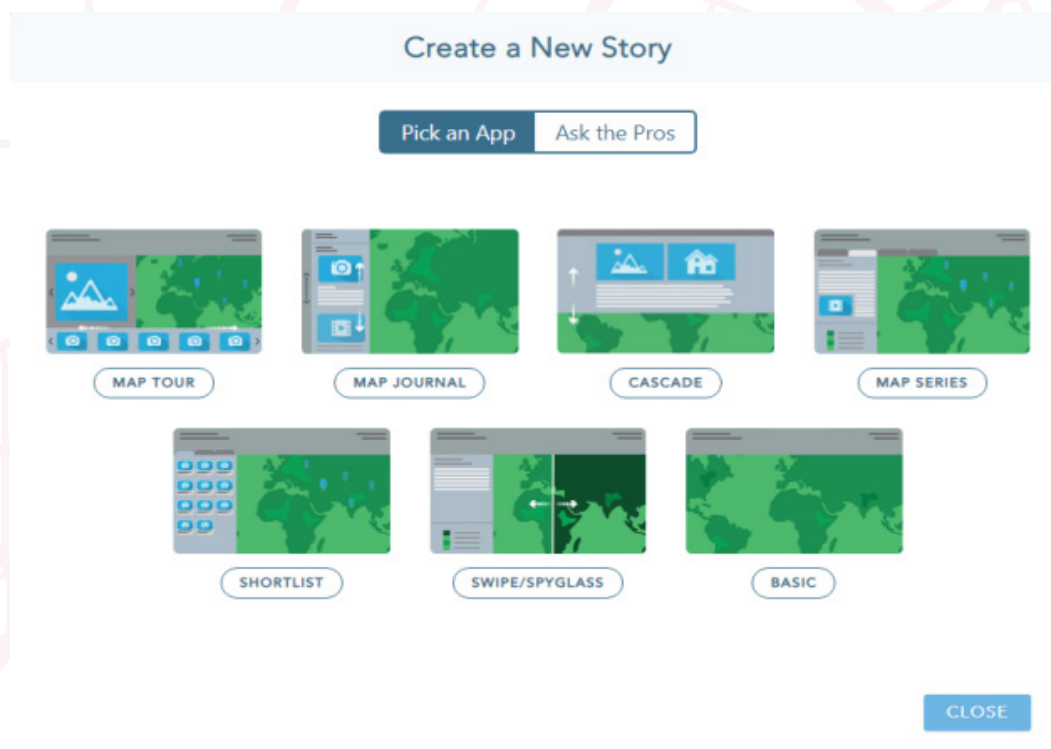 Create a New Story
Pick an App Ask the Pros
MAP TOUR MAP JOURNAL CASCADE MAP SERIES
SHORTLIST SWIPE/SPYGLASS BASIC
CLOSE